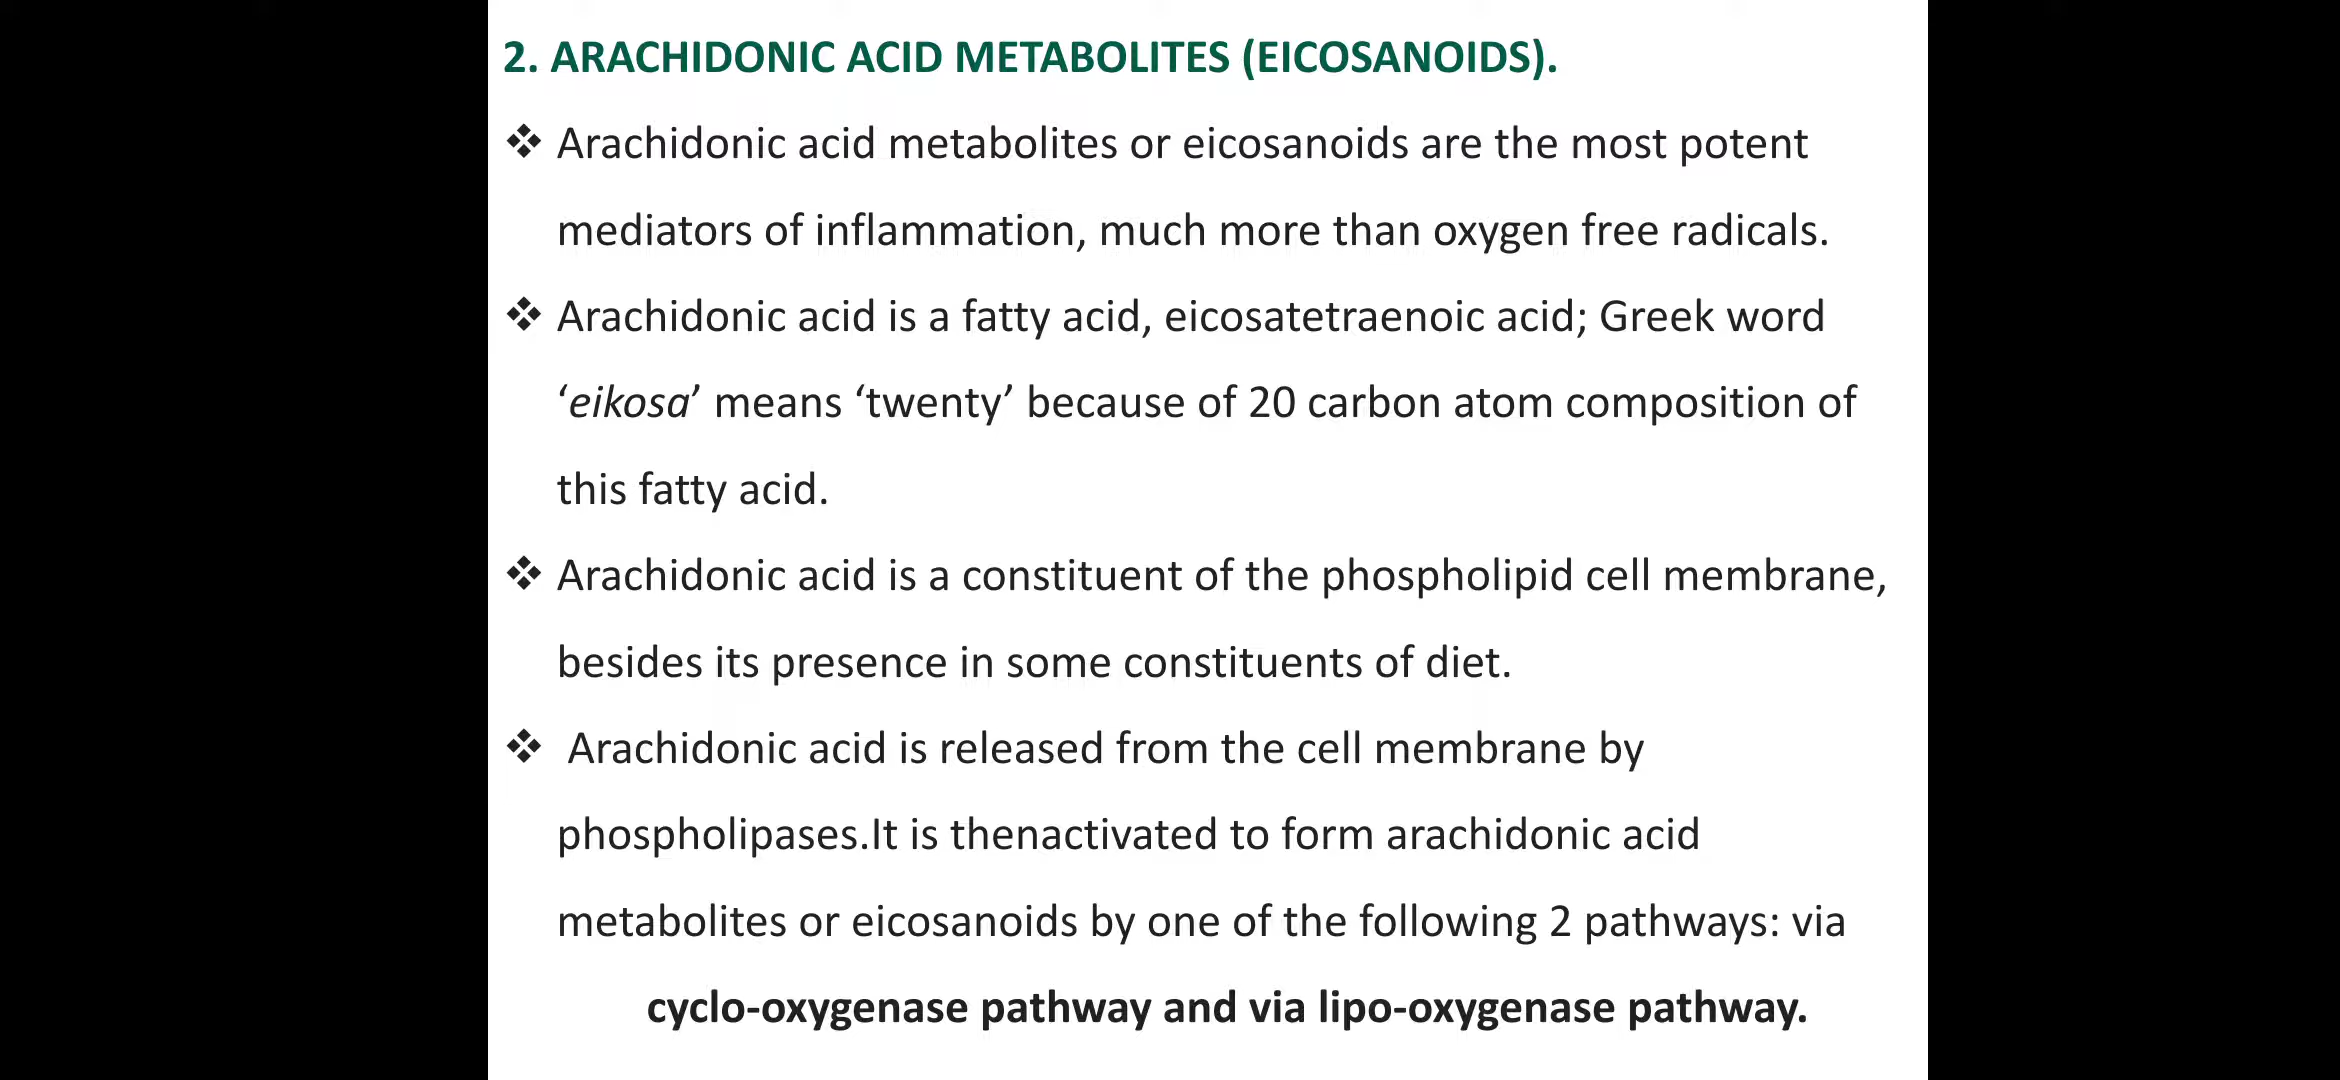 2. ARACHIDONIC ACID METABOLITES (EICOSANOIDS).
❖ Arachidonic acid metabolites or eicosanoids are the most potent
mediators of inflammation, much more than oxygen free radicals.
❖ Arachidonic acid is a fatty acid, eicosatetraenoic acid; Greek word
‘eikosa’ means ‘twenty’ because of 20 carbon atom composition of
this fatty acid.
❖ Arachidonic acid is a constituent of the phospholipid cell membrane,
besides its presence in some constituents of diet.
❖ Arachidonic acid is released from the cell membrane by
phospholipases.It is thenactivated to form arachidonic acid
metabolites or eicosanoids by one of the following 2 pathways: via
cyclo-oxygenase pathway and via lipo-oxygenase pathway.